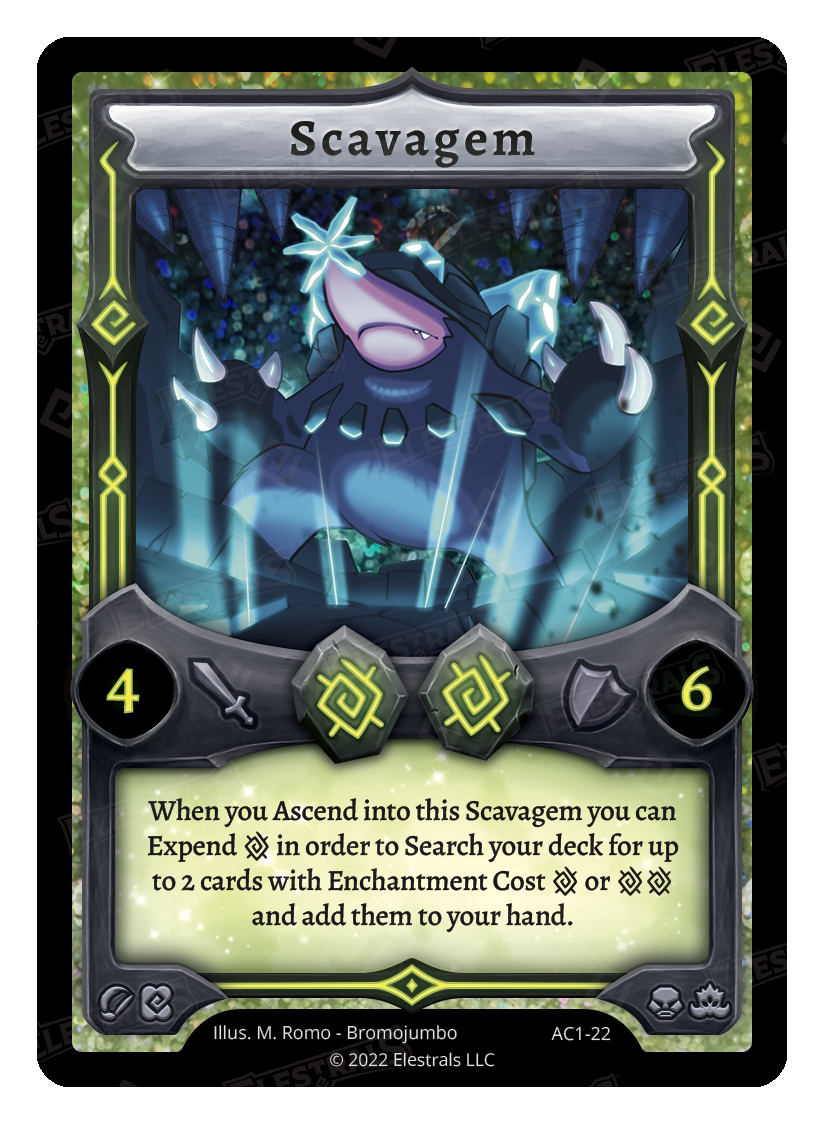 Scavagem
4
6
When you Ascend into this Scavagem you can
Expend in order to Search your deck for up
to 2 cards with Enchantment Cost or
and add them to your hand.
Illus. M. Romo - Bromojumbo AC1-22
© 2022 Elestrals LLC